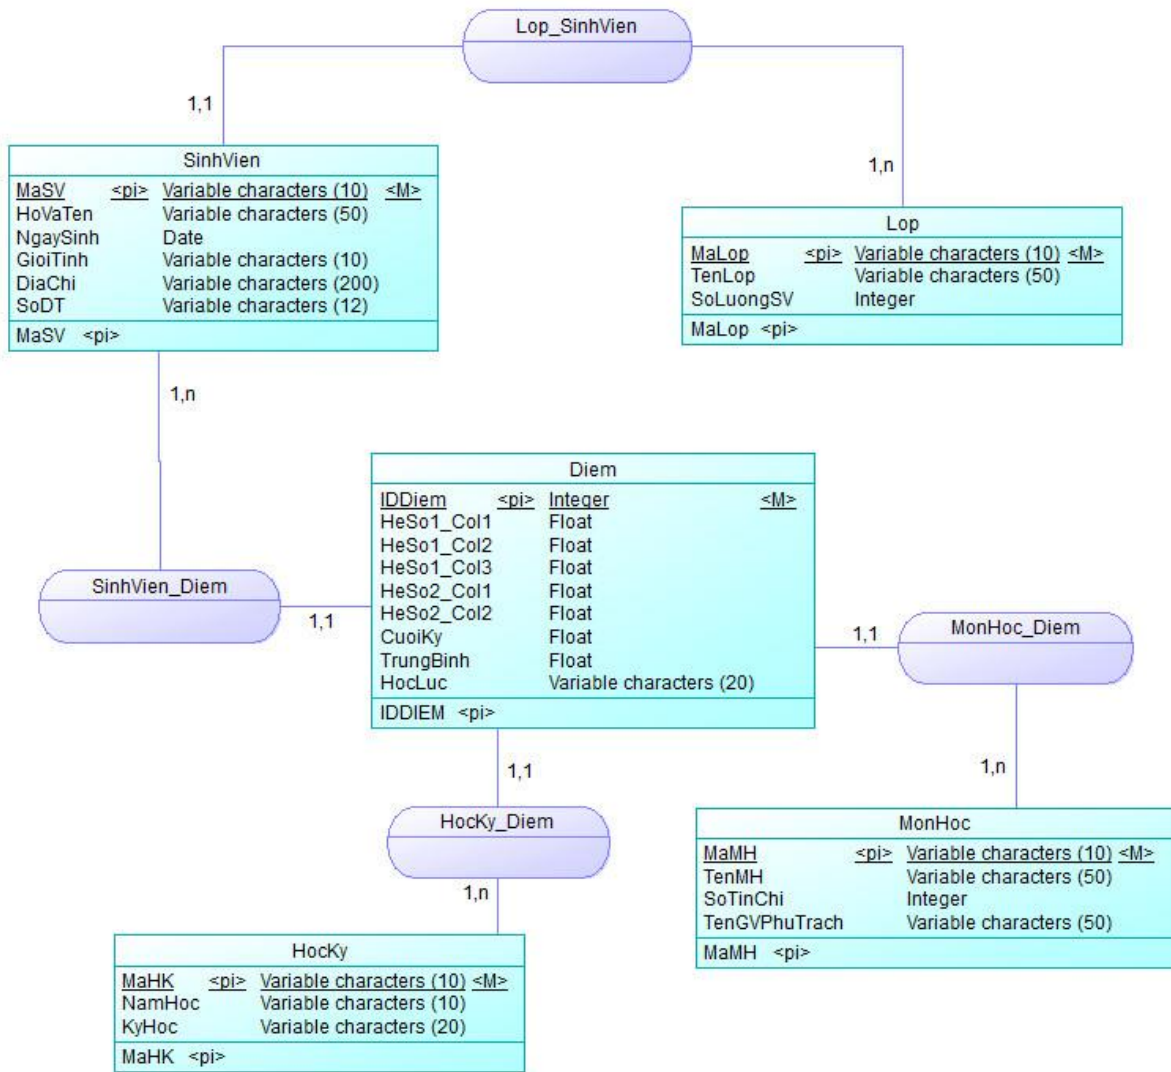 Lop_SinhVien
1,1
1,n
SinhVien
MaSV <pi> Variable characters (10) <M>
HoVaTen Variable characters (50)
NgaySinh Date
GioiTinh Variable characters (10)
DiaChi Variable characters (200)
SoDT Variable characters (12)
MaSV <pi>
Lop
MaLop <pi> Variable characters (10) <M>
TenLop Variable characters (50)
SoLuongSV Integer
MaLop <pi>
1,n
Diem
IDDiem <pi> Integer <M>
HeSo1_Col1 Float
HeSo1_Col2 Float
HeSo1_Col3 Float
HeSo2_Col1 Float
HeSo2_Col2 Float
CuoiKy Float
TrungBinh Float
HocLuc Variable characters (20)
IDDIEM <pi>
SinhVien_Diem
1,1
1,1
MonHoc_Diem
1,1
1,n
HocKy_Diem
1,n
MonHoc
MaMH <pi> Variable characters (10) <M>
TenMH Variable characters (50)
SoTinChi Integer
TenGVPhuTrach Variable characters (50)
MaMH <pi>
HocKy
MaHK <pi> Variable characters (10) <M>
NamHoc Variable characters (10)
KyHoc Variable characters (20)
MaHK <pi>